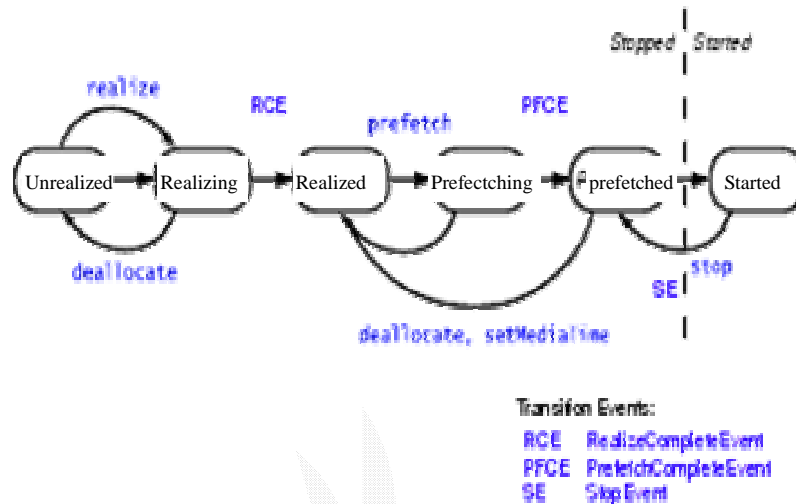 Stopped Started
realize
RCE
PFCE
prefetch
Unrealized
Realizing
Realized
Prefectching
prefetched
Started
deallocate
stop
SE
deallocate, setMediaTime
Transition Events:
RCE RealizeCompleteEvent
PFCE PrefetchCompleteEvent
SE StopEvent